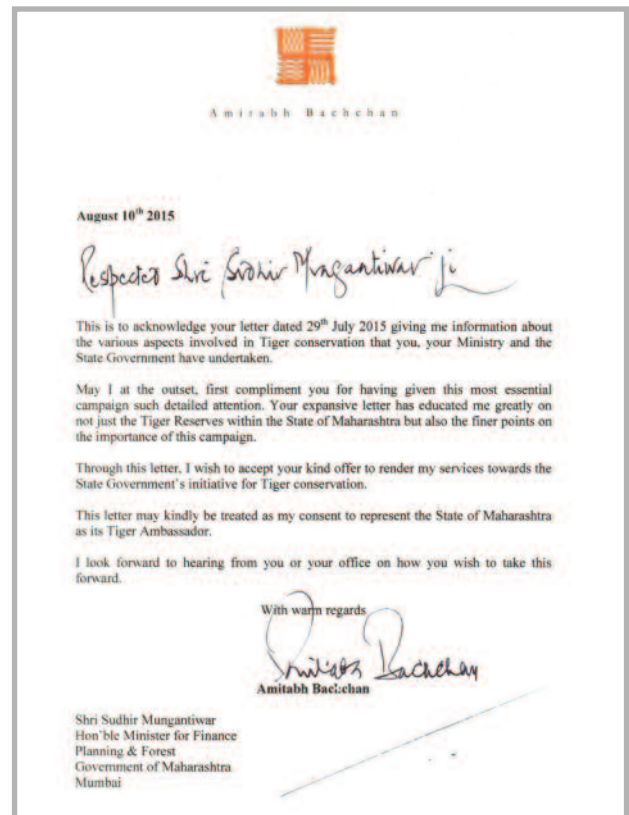 Amitabh Bachchan
August 10th 2015
Respected Shri Sudhir Mungantiwar ji
This is to acknowledge your letter dated 29th July 2015 giving me information about
the various aspects involved in Tiger conservation that you, your Ministry and the
State Government have undertaken.
May I at the outset, first compliment you for having given this most essential
campaign such detailed attention. Your expansive letter has educated me greatly on
not just the Tiger Reserves within the State of Maharashtra but also the finer points on
the importance of this campaign.
Through this letter, I wish to accept your kind offer to render my services towards the
State Government's initiative for Tiger conservation.
This letter may kindly be treated as my consent to represent the State of Maharashtra
as its Tiger Ambassador.
I look forward to hearing from you or your office on how you wish to take this
forward.
With warm regards
Amitabh Bachchan
Amitabh Bachchan
Shri Sudhir Mungantiwar
Hon'ble Minister for Finance
Planning & Forest
Government of Maharashtra
Mumbai